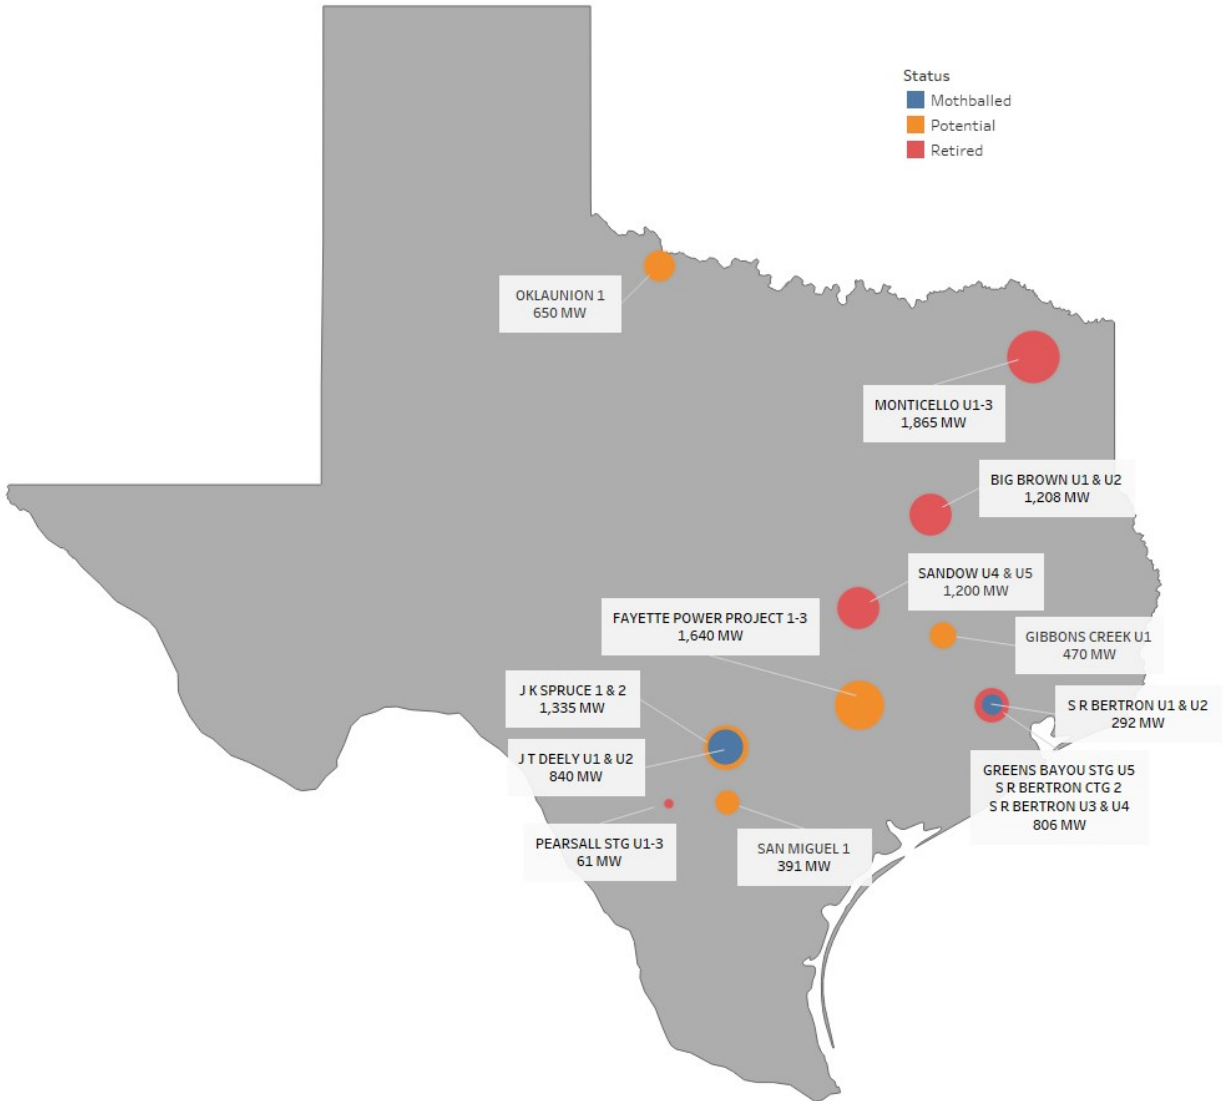 Status
Mothballed
Potential
Retired
OKLAUNION 1
650 MW
MONTICELLO U1-3
1,865 MW
BIG BROWN U1 & U2
1,208 MW
SANDOW U4 & U5
1,200 MW
FAYETTE POWER PROJECT 1-3
1,640 MW
GIBBONS CREEK U1
470 MW
J K SPRUCE 1 & 2
1,335 MW
S R BERTRON U1 & U2
292 MW
J T DEELY U1 & U2
840 MW
GREENS BAYOU STG U5
S R BERTRON CTG 2
S R BERTRON U3 & U4
806 MW
PEARSALL STG U1-3
61 MW
SAN MIGUEL 1
391 MW